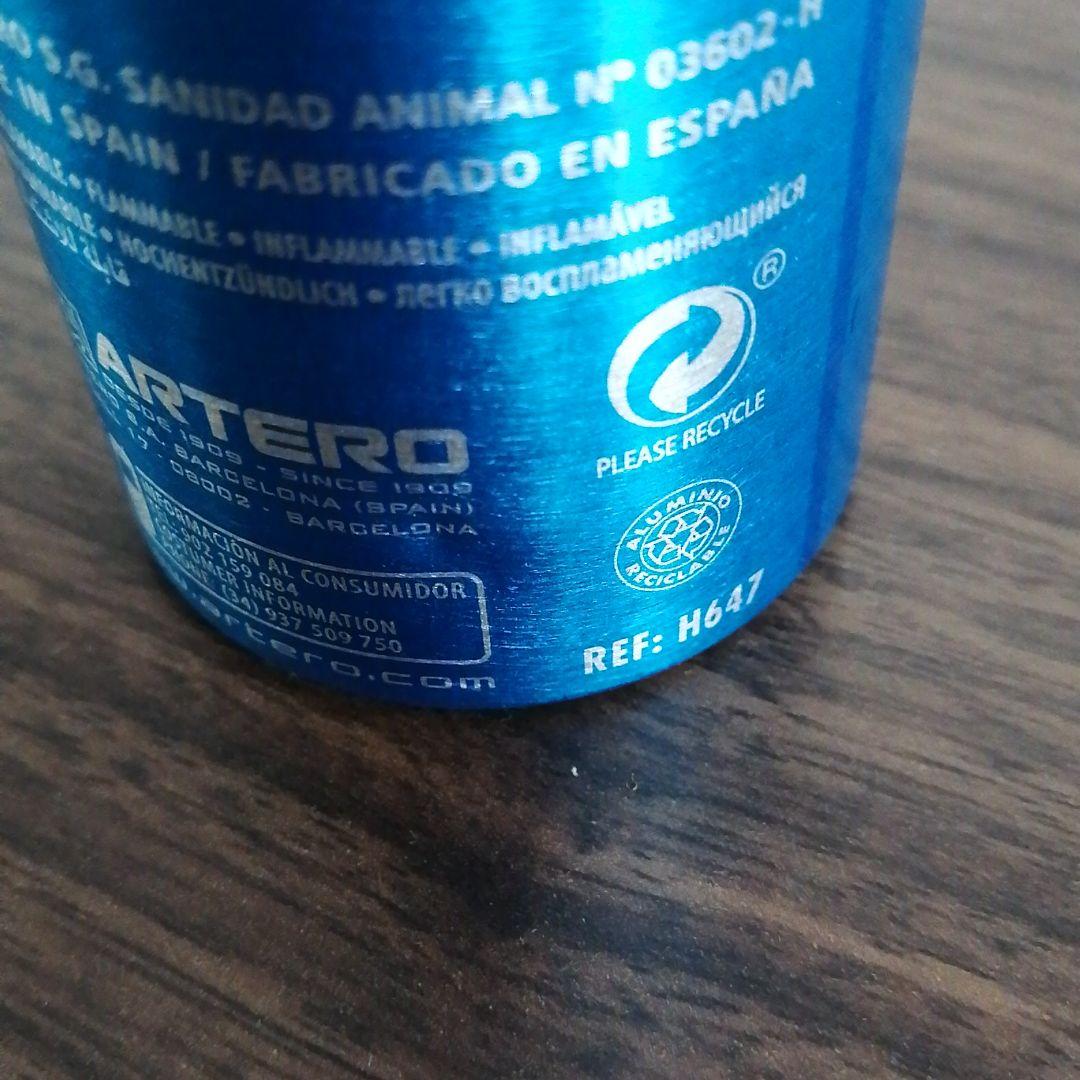 S.G. SANIDAD ANIMAL Nº 03602-H
IN SPAIN / FABRICADO EN ESPAÑA
FLAMMABLE • INFLAMMABLE • INFLAMÁVEL
• HOCHENTZÜNDLICH • легко воспламеняющийся
ARTERO
DESDE 1909 - SINCE 1909
S.A. BARCELONA (SPAIN)
17 - 08002 - BARCELONA
INFORMACIÓN AL CONSUMIDOR
902 159 084
INFORMATION
(34) 937 509 750
artero.com
®
PLEASE RECYCLE
ALUMINIO
RECICLABLE
REF: H647